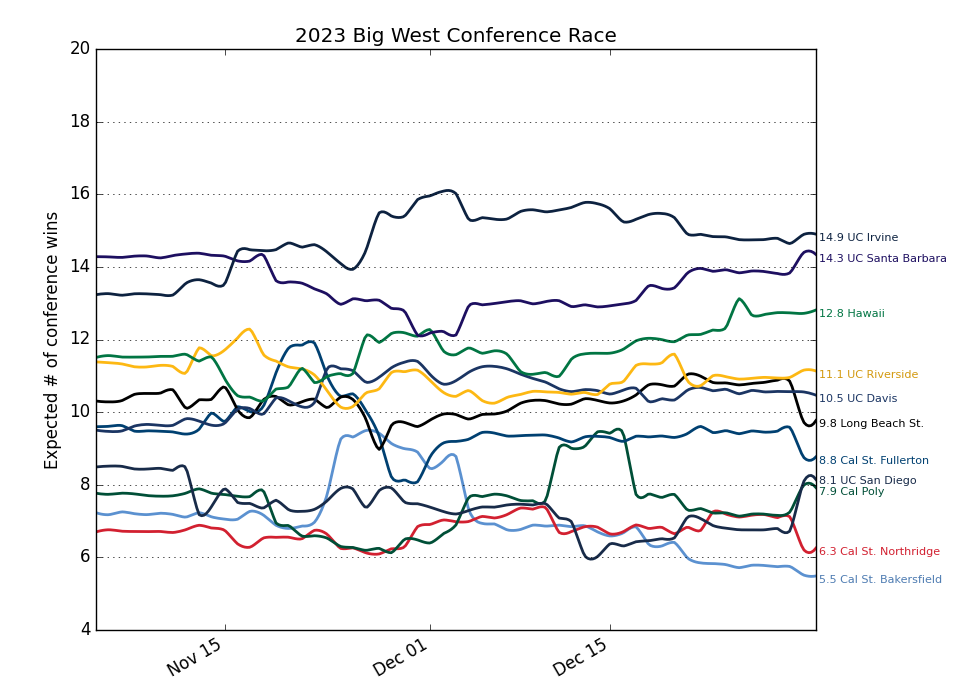 2023 Big West Conference Race
Expected # of conference wins
20
18
16
14
12
10
8
6
4
Nov 15
Dec 01
Dec 15
14.9 UC Irvine
14.3 UC Santa Barbara
12.8 Hawaii
11.1 UC Riverside
10.5 UC Davis
9.8 Long Beach St.
8.8 Cal St. Fullerton
8.1 UC San Diego
7.9 Cal Poly
6.3 Cal St. Northridge
5.5 Cal St. Bakersfield